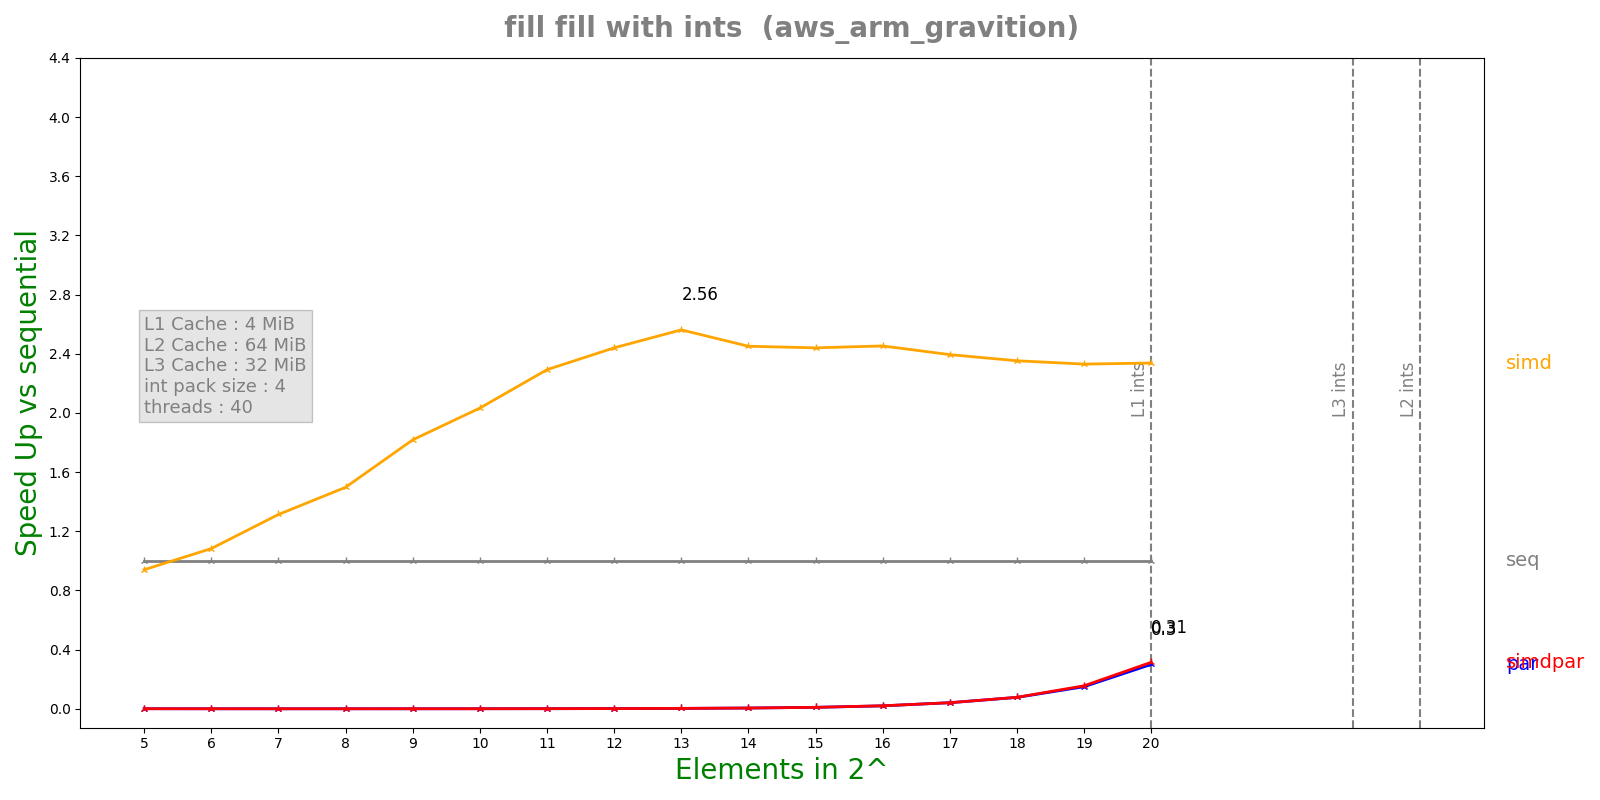 fill fill with ints (aws_arm_gravition)
Speed Up vs sequential
4.4
4.0
3.6
3.2
2.8
2.4
2.0
1.6
1.2
0.8
0.4
0.0
L1 Cache : 4 MiB
L2 Cache : 64 MiB
L3 Cache : 32 MiB
int pack size : 4
threads : 40
2.56
0.3
0.31
L1 ints
L3 ints
L2 ints
simd
seq
par
simdpar
5 6 7 8 9 10 11 12 13 14 15 16 17 18 19 20
Elements in 2^